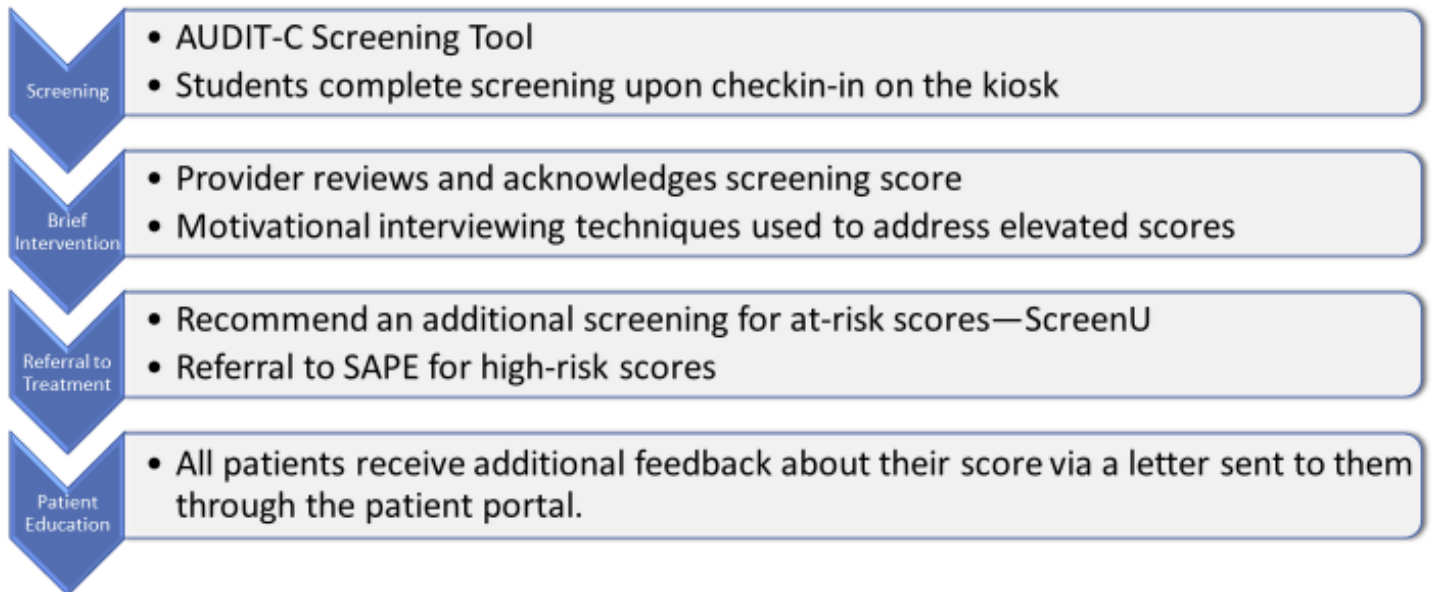 Screening
• AUDIT-C Screening Tool
• Students complete screening upon checkin-in on the kiosk
Brief
Intervention
• Provider reviews and acknowledges screening score
• Motivational interviewing techniques used to address elevated scores
Referral to
Treatment
• Recommend an additional screening for at-risk scores—ScreenU
• Referral to SAPE for high-risk scores
Patient
Education
• All patients receive additional feedback about their score via a letter sent to them
through the patient portal.